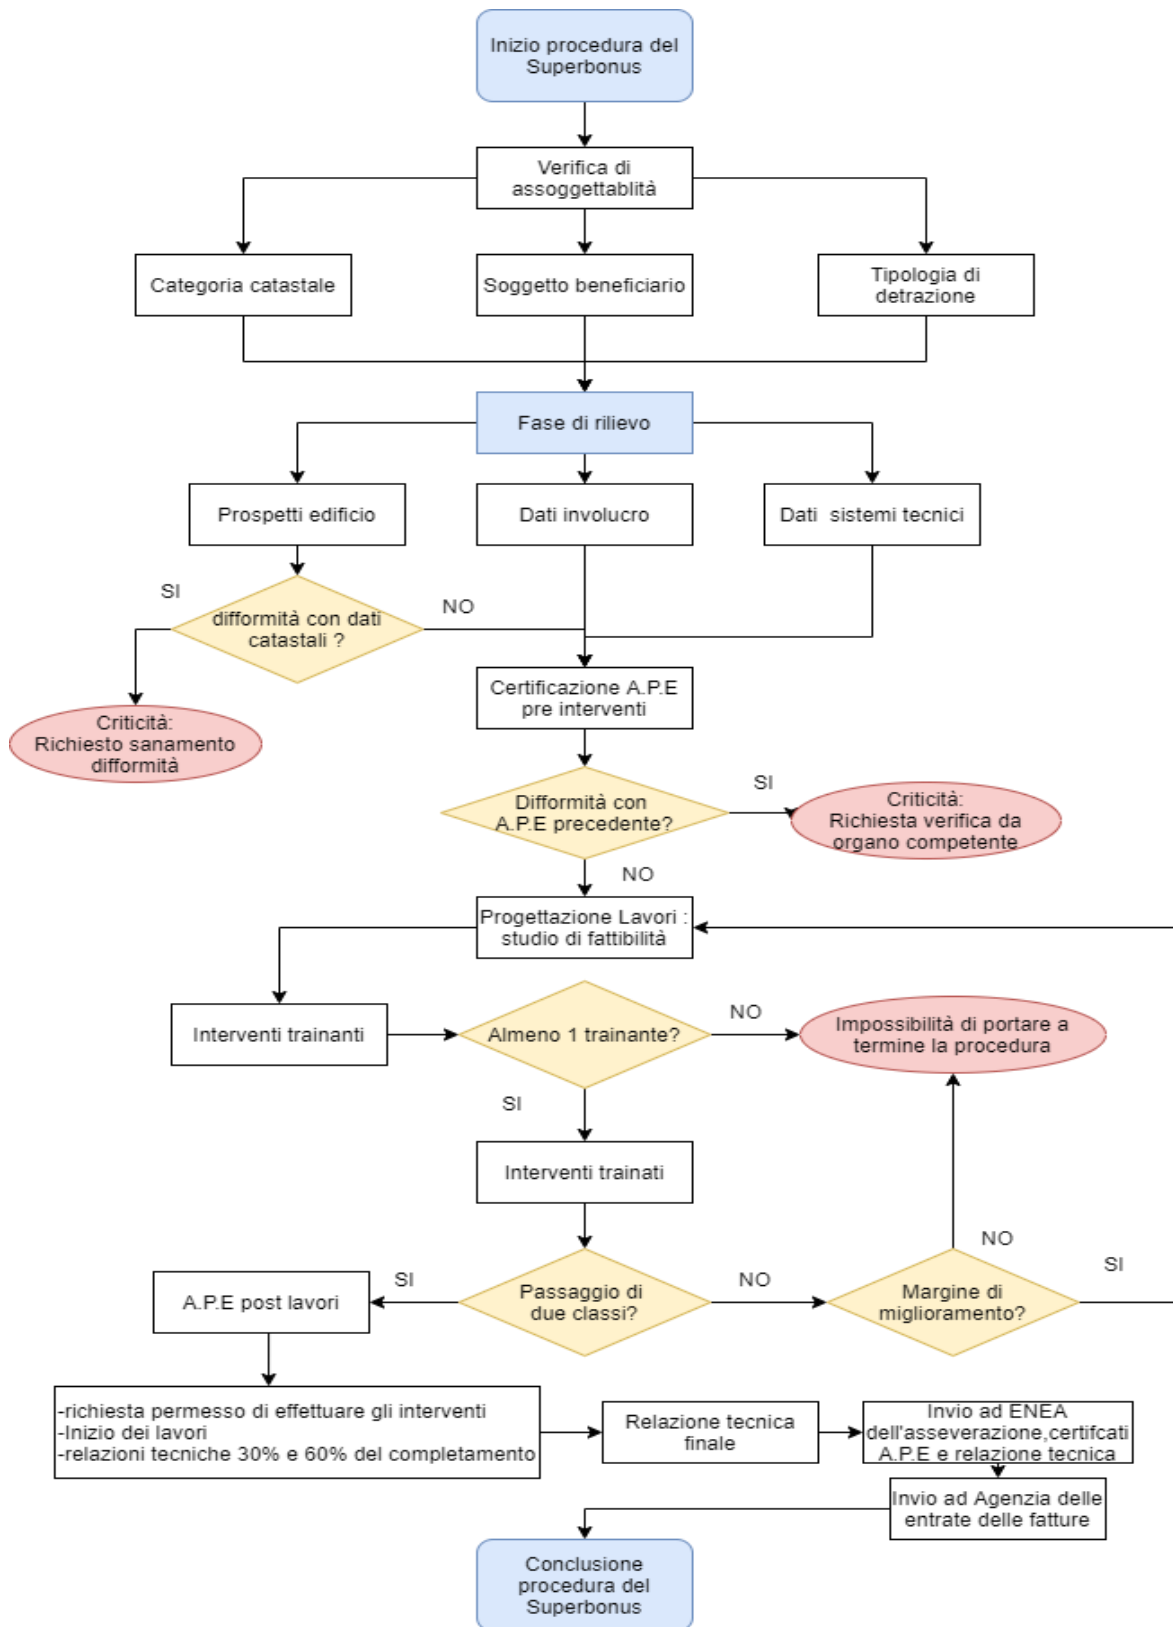 Inizio procedura del
Superbonus
Verifica di
assoggettablità
Categoria catastale
Soggetto beneficiario
Tipologia di
detrazione
Fase di rilievo
Prospetti edificio
Dati involucro
Dati  sistemi tecnici
SI
difformità con dati
catastali ?
NO
Certificazione A.P.E
pre interventi
Criticità:
Richiesto sanamento
difformità
Difformità con
A.P.E precedente?
SI
Criticità:
Richiesta verifica da
organo competente
NO
Progettazione Lavori :
studio di fattibilità
Interventi trainanti
Almeno 1 trainante?
NO
Impossibilità di portare a
termine la procedura
SI
Interventi trainati
A.P.E post lavori
SI
Passaggio di
due classi?
NO
Margine di
miglioramento?
NO
SI
-richiesta permesso di effettuare gli interventi
-Inizio dei lavori
-relazioni tecniche 30% e 60% del completamento
Relazione tecnica
finale
Invio ad ENEA
dell'asseverazione,certifcati
A.P.E e relazione tecnica
Invio ad Agenzia delle
entrate delle fatture
Conclusione
procedura del
Superbonus